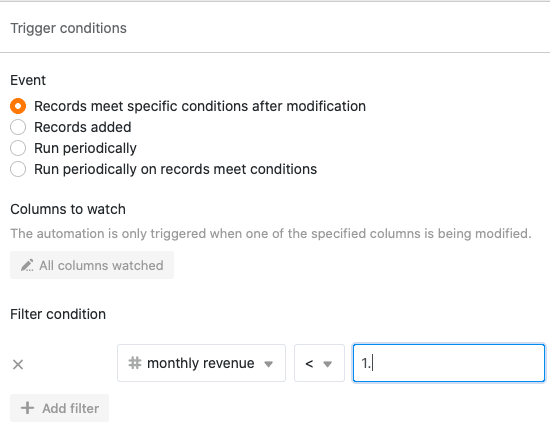 Trigger conditions
Event
Records meet specific conditions after modification
Records added
Run periodically
Run periodically on records meet conditions
Columns to watch
The automation is only triggered when one of the specified columns is being modified.
All columns watched
Filter condition
# monthly revenue < 1.
+ Add filter